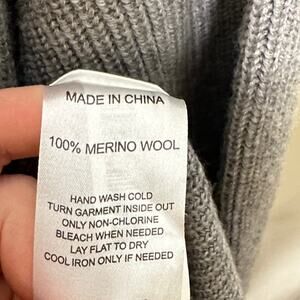 MADE IN CHINA
100% MERINO WOOL
HAND WASH COLD
TURN GARMENT INSIDE OUT
ONLY NON-CHLORINE
BLEACH WHEN NEEDED
LAY FLAT TO DRY
COOL IRON ONLY IF NEEDED